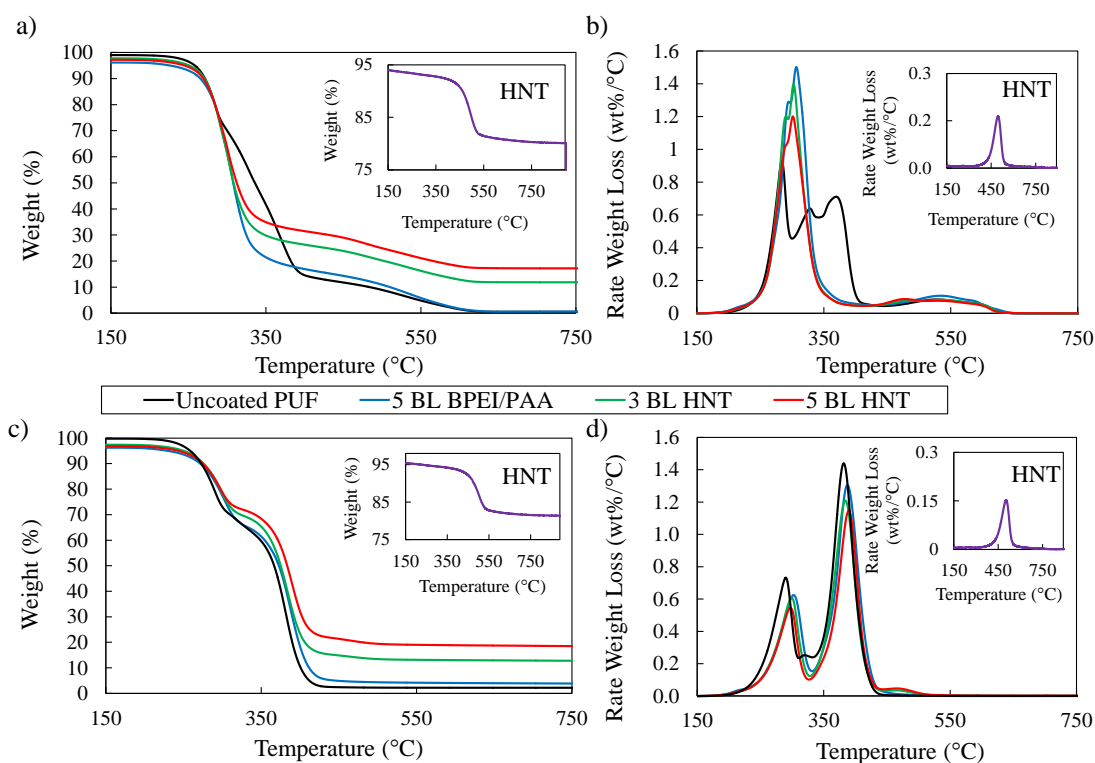 a)
100
90
80
70
60
50
40
30
20
10
0
Weight (%)
150
350
550
750
Temperature (°C)
95
85
75
Weight (%)
HNT
150
350
550
750
Temperature (°C)
b)
1.6
1.4
1.2
1
0.8
0.6
0.4
0.2
0
Rate Weight Loss (wt%/°C)
150
350
550
750
Temperature (°C)
0.3
0.2
0.0
Rate Weight Loss
(wt%/°C)
HNT
150
450
750
Temperature (°C)
Uncoated PUF
5 BL BPEI/PAA
3 BL HNT
5 BL HNT
c)
100
90
80
70
60
50
40
30
20
10
0
Weight (%)
150
350
550
750
Temperature (°C)
95
85
75
Weight (%)
HNT
150
350
550
750
Temperature (°C)
d)
1.6
1.4
1.2
1.0
0.8
0.6
0.4
0.2
0.0
Rate Weight Loss (wt%/°C)
150
350
550
750
Temperature (°C)
0.3
0.15
0
Rate Weight Loss
(wt%/°C)
HNT
150
450
750
Temperature (°C)